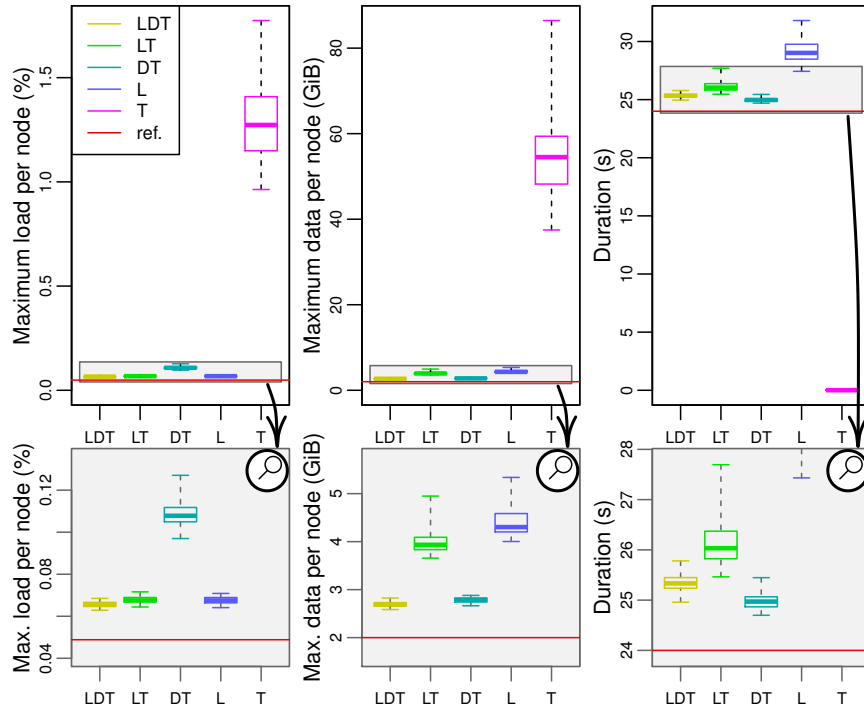 LDT
LT
DT
L
T
ref.
Maximum load per node (%)
0.0
0.5
1.0
1.5
LDT LT DT L T
Maximum data per node (GiB)
0
20
40
60
80
LDT LT DT L T
Duration (s)
0
5
10
15
20
25
30
LDT LT DT L T
Max. load per node (%)
0.04
0.08
0.12
LDT LT DT L T
Max. data per node (GiB)
2
3
4
5
LDT LT DT L T
Duration (s)
24
25
26
27
28
LDT LT DT L T